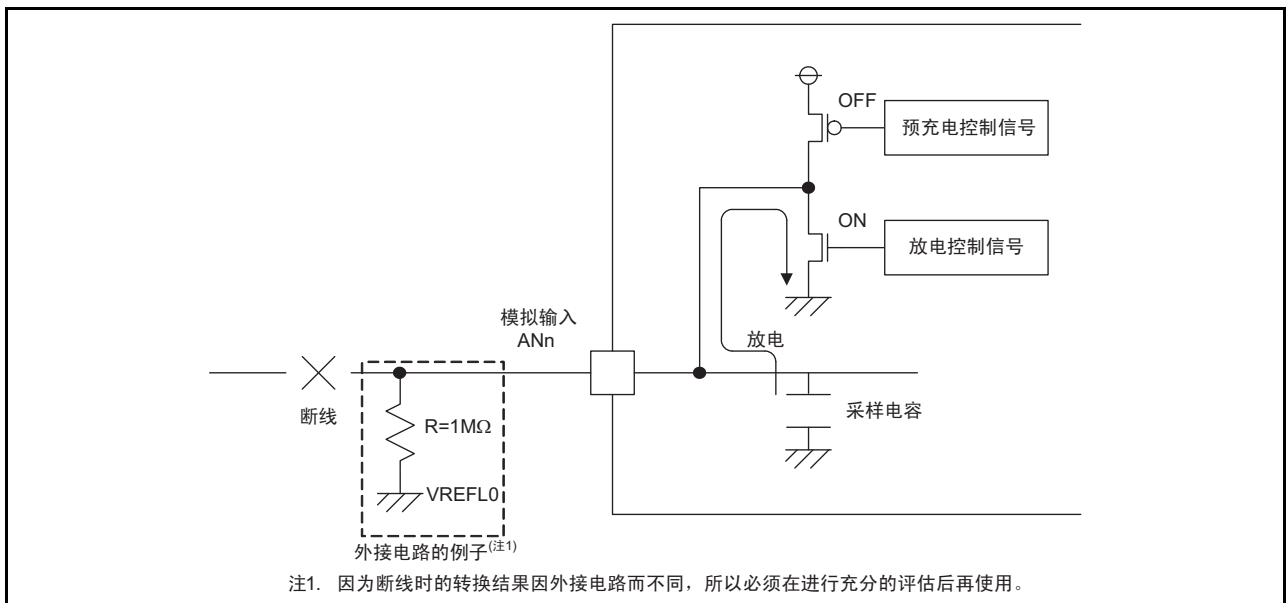 OFF
预充电控制信号
ON
放电控制信号
模拟输入
ANn
放电
断线
R=1MΩ
采样电容
VREFL0
外接电路的例子(注1)
注1. 因为断线时的转换结果因外接电路而不同，所以必须在进行充分的评估后再使用。